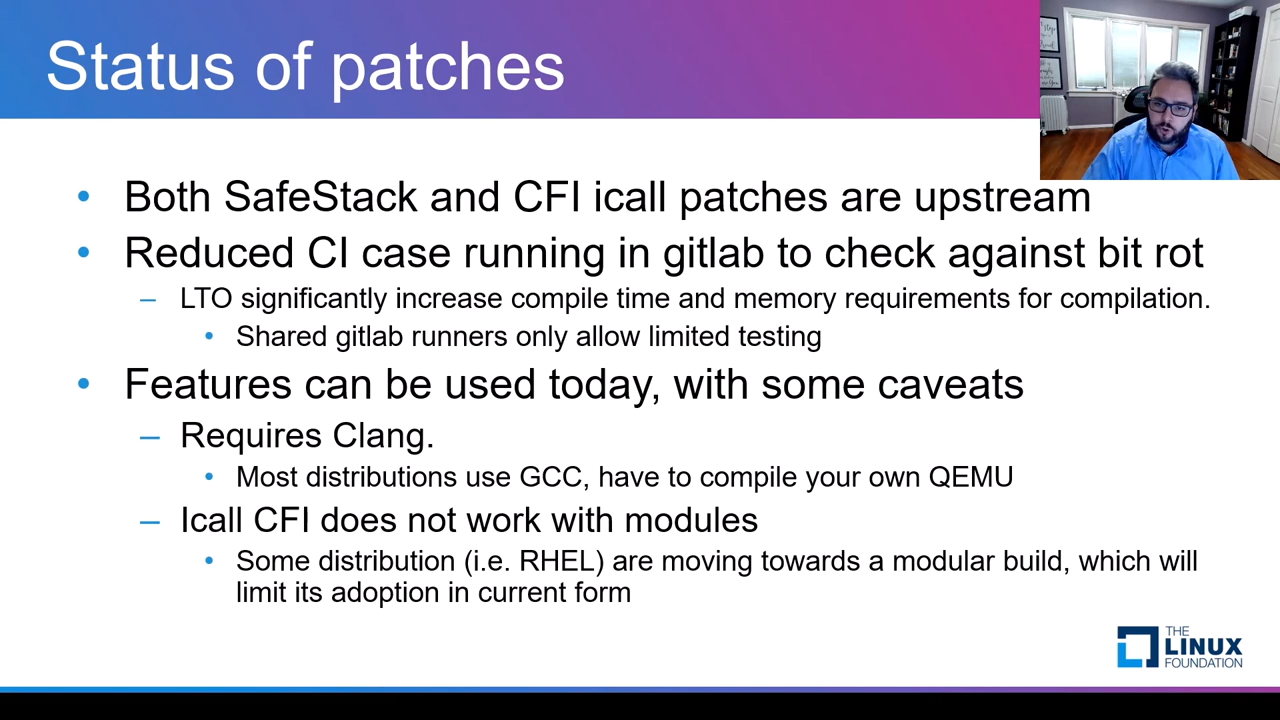 Status of patches
Both SafeStack and CFI icall patches are upstream
Reduced CI case running in gitlab to check against bit rot
LTO significantly increase compile time and memory requirements for compilation.
Shared gitlab runners only allow limited testing
Features can be used today, with some caveats
Requires Clang.
Most distributions use GCC, have to compile your own QEMU
Icall CFI does not work with modules
Some distribution (i.e. RHEL) are moving towards a modular build, which will
limit its adoption in current form
THE
LINUX
FOUNDATION